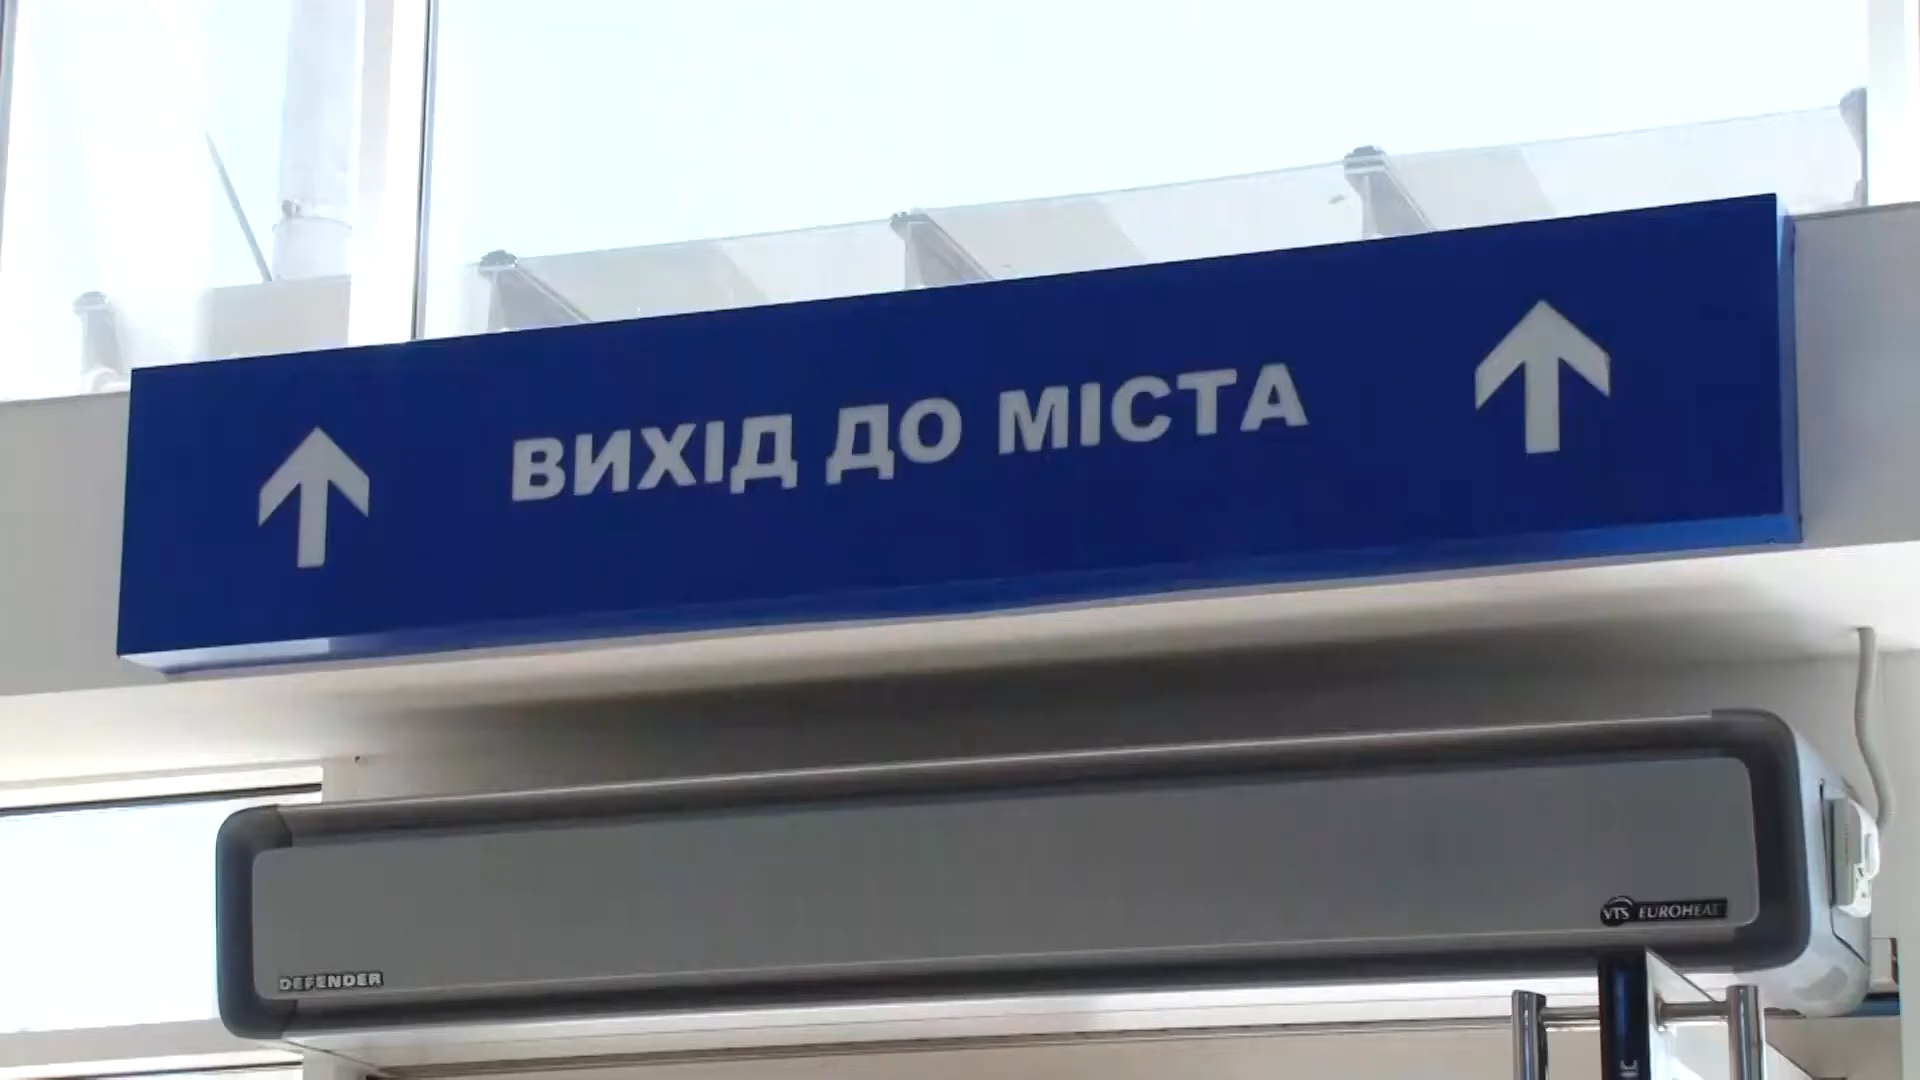 ВИХІД ДО МІСТА
VTS EUROHEAT
DEFENDER